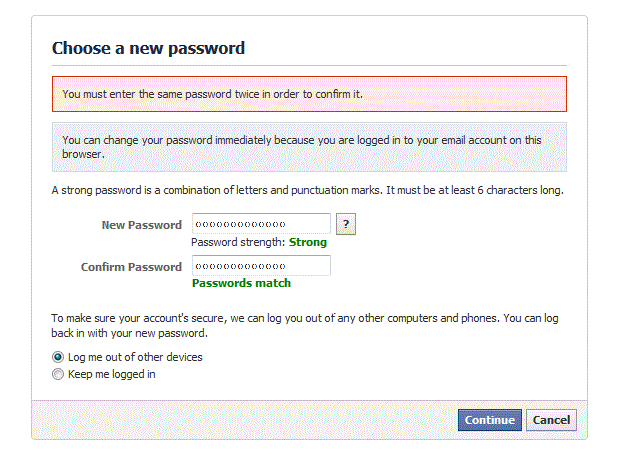 Choose a new password
You must enter the same password twice in order to confirm it.
You can change your password immediately because you are logged in to your email account on this
browser.
A strong password is a combination of letters and punctuation marks. It must be at least 6 characters long.
New Password ooooooooooooo ?
Password strength: Strong
Confirm Password ooooooooooooo
Passwords match
To make sure your account's secure, we can log you out of any other computers and phones. You can log
back in with your new password.
Log me out of other devices
Keep me logged in
Continue Cancel